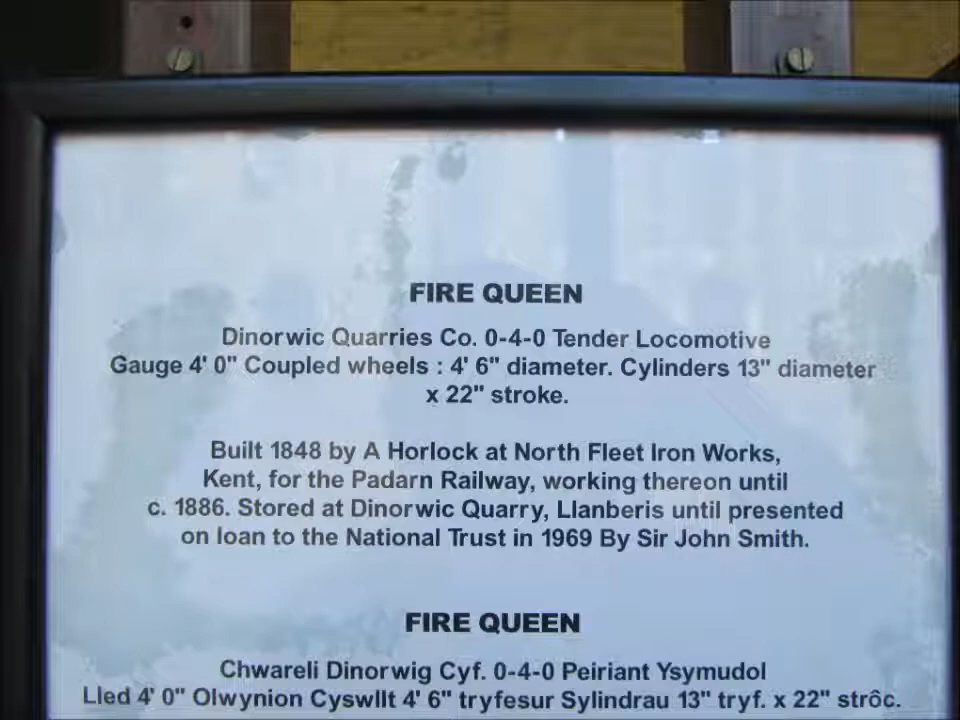 FIRE QUEEN
Dinorwic Quarries Co. 0-4-0 Tender Locomotive
Gauge 4' 0" Coupled wheels : 4' 6" diameter. Cylinders 13" diameter
x 22" stroke.
Built 1848 by A Horlock at North Fleet Iron Works,
Kent, for the Padarn Railway, working thereon until
c. 1886. Stored at Dinorwic Quarry, Llanberis until presented
on loan to the National Trust in 1969 By Sir John Smith.
FIRE QUEEN
Chwareli Dinorwig Cyf. 0-4-0 Peiriant Ysymudol
Lled 4' 0" Olwynion Cyswllt 4' 6" tryfesur Sylindrau 13" tryf. x 22" strôc.